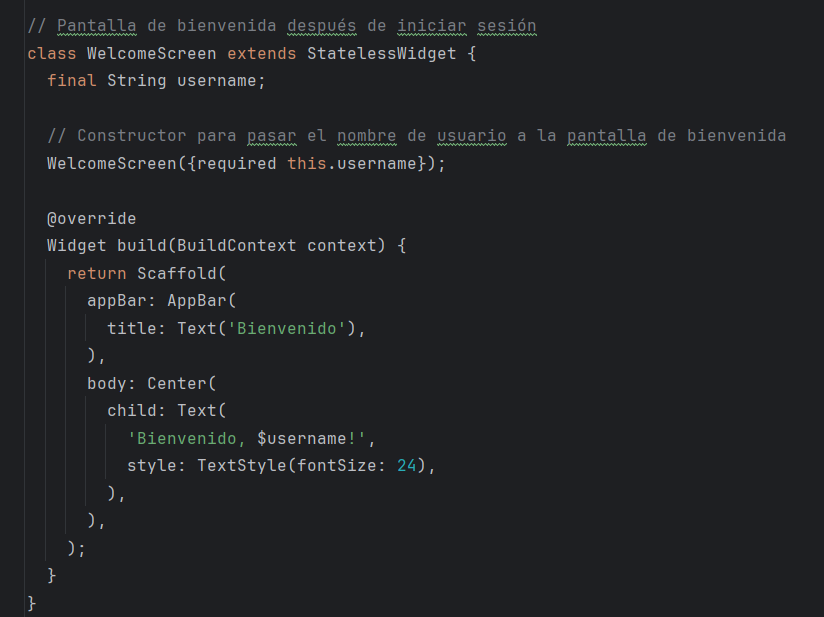 // Pantalla de bienvenida después de iniciar sesión
class WelcomeScreen extends StatelessWidget {
final String username;
// Constructor para pasar el nombre de usuario a la pantalla de bienvenida
WelcomeScreen({required this.username});
@override
Widget build(BuildContext context) {
return Scaffold(
appBar: AppBar(
title: Text('Bienvenido'),
),
body: Center(
child: Text(
'Bienvenido, $username!',
style: TextStyle(fontSize: 24),
),
),
);
}
}